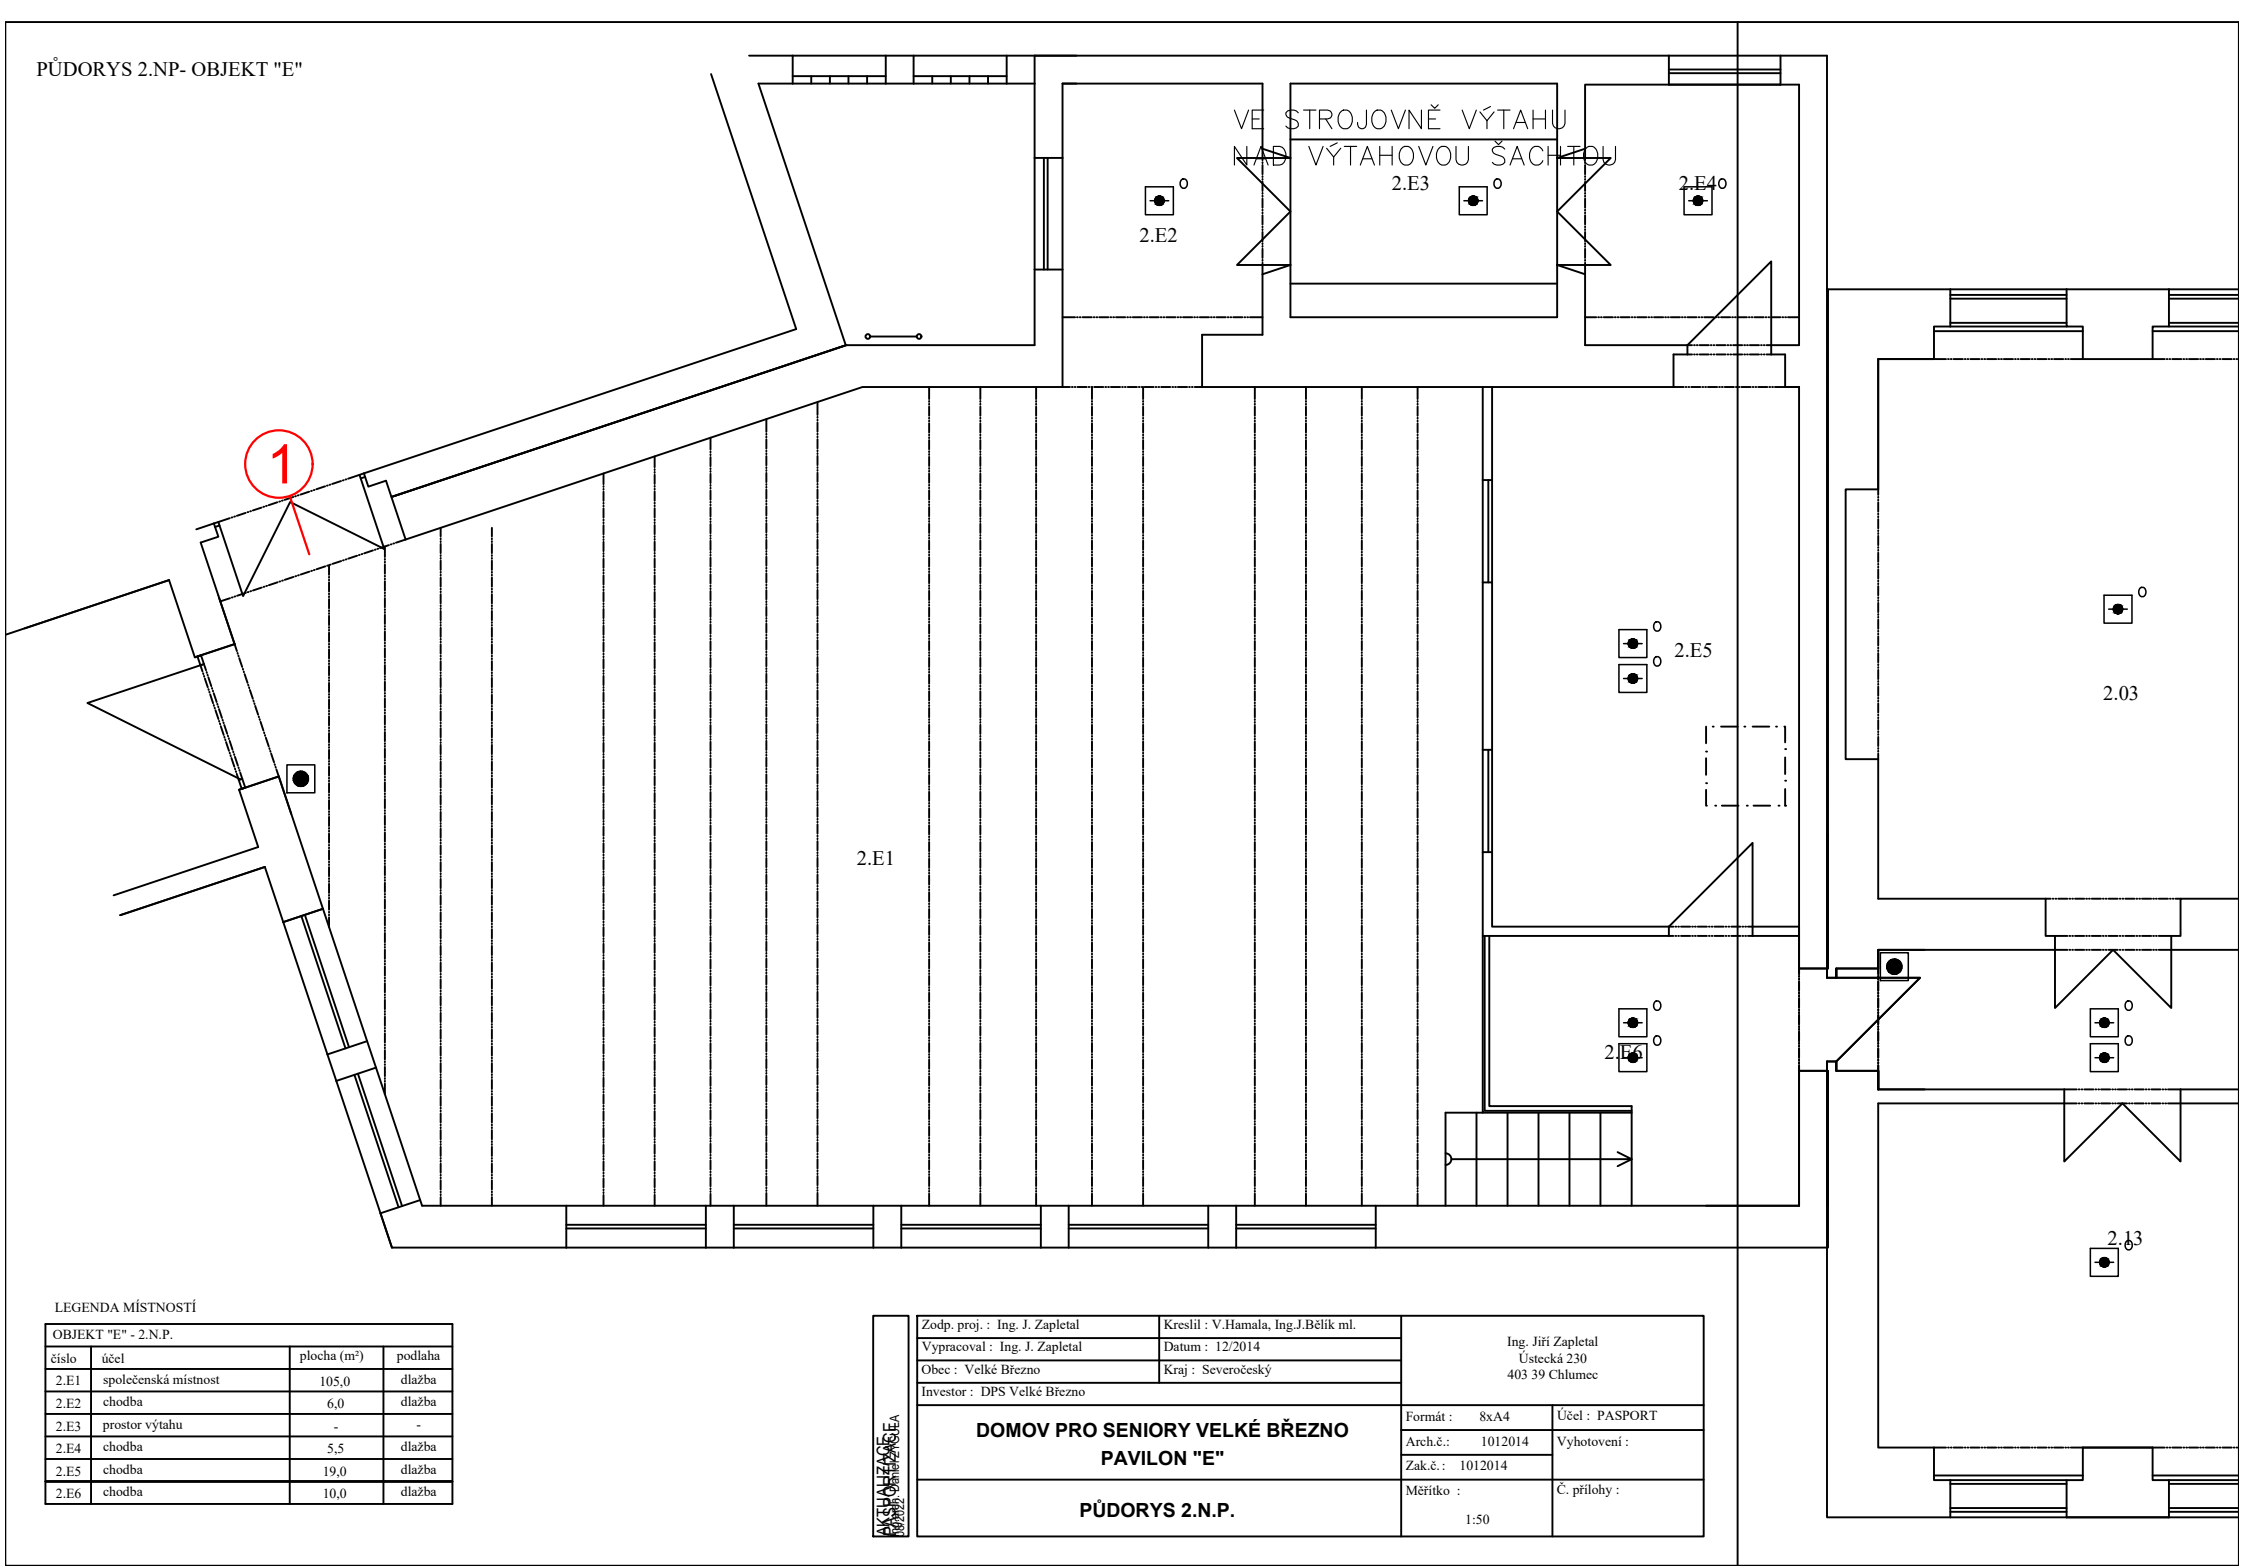 PŮDORYS 2.NP- OBJEKT "E"
VE STROJOVNĚ VÝTAHU
NAD VÝTAHOVOU ŠACHTOU
2.E3
2.E4
2.E2
1
2.E5
2.03
2.E1
2.E6
2.13
LEGENDA MÍSTNOSTÍ
OBJEKT "E" - 2.N.P.
číslo účel plocha (m²) podlaha
2.E1 společenská místnost 105,0 dlažba
2.E2 chodba 6,0 dlažba
2.E3 prostor výtahu - -
2.E4 chodba 5,5 dlažba
2.E5 chodba 19,0 dlažba
2.E6 chodba 10,0 dlažba
Zodp. proj. : Ing. J. Zapletal
Kreslil : V.Hamala, Ing.J.Bělík ml.
Vypracoval : Ing. J. Zapletal
Datum : 12/2014
Obec : Velké Březno
Kraj : Severočeský
Investor : DPS Velké Březno
Ing. Jiří Zapletal
Ústecká 230
403 39 Chlumec
DOMOV PRO SENIORY VELKÉ BŘEZNO
PAVILON "E"
PŮDORYS 2.N.P.
Formát : 8xA4
Účel : PASPORT
Arch.č.: 1012014
Vyhotovení :
Zak.č. : 1012014
Měřítko :
1:50
Č. přílohy :
08/2022